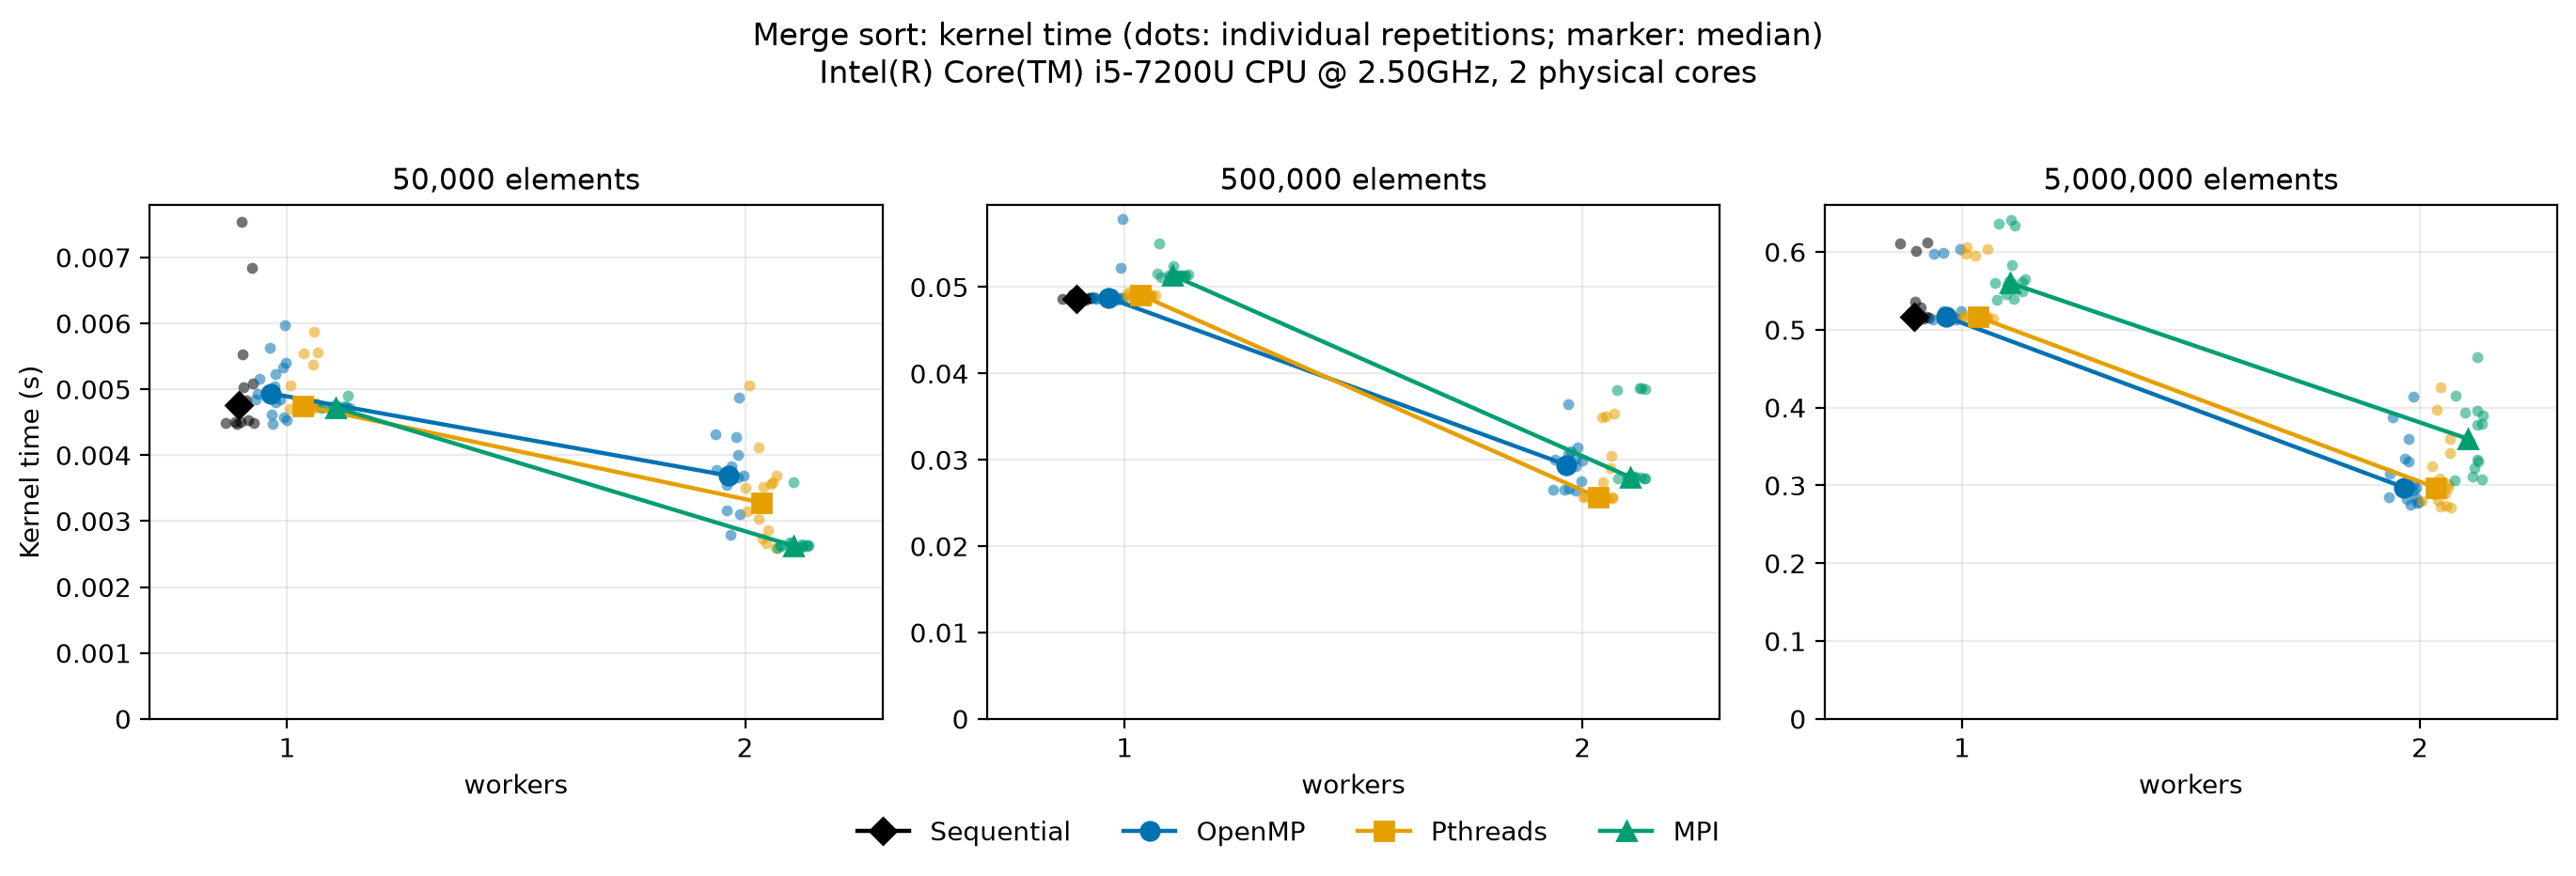 Merge sort: kernel time (dots: individual repetitions; marker: median)
Intel(R) Core(TM) i5-7200U CPU @ 2.50GHz, 2 physical cores
50,000 elements
500,000 elements
5,000,000 elements
Kernel time (s)
0.007
0.006
0.005
0.004
0.003
0.002
0.001
0
1
2
workers
0.05
0.04
0.03
0.02
0.01
0
1
2
workers
0.6
0.5
0.4
0.3
0.2
0.1
0
1
2
workers
Sequential
OpenMP
Pthreads
MPI